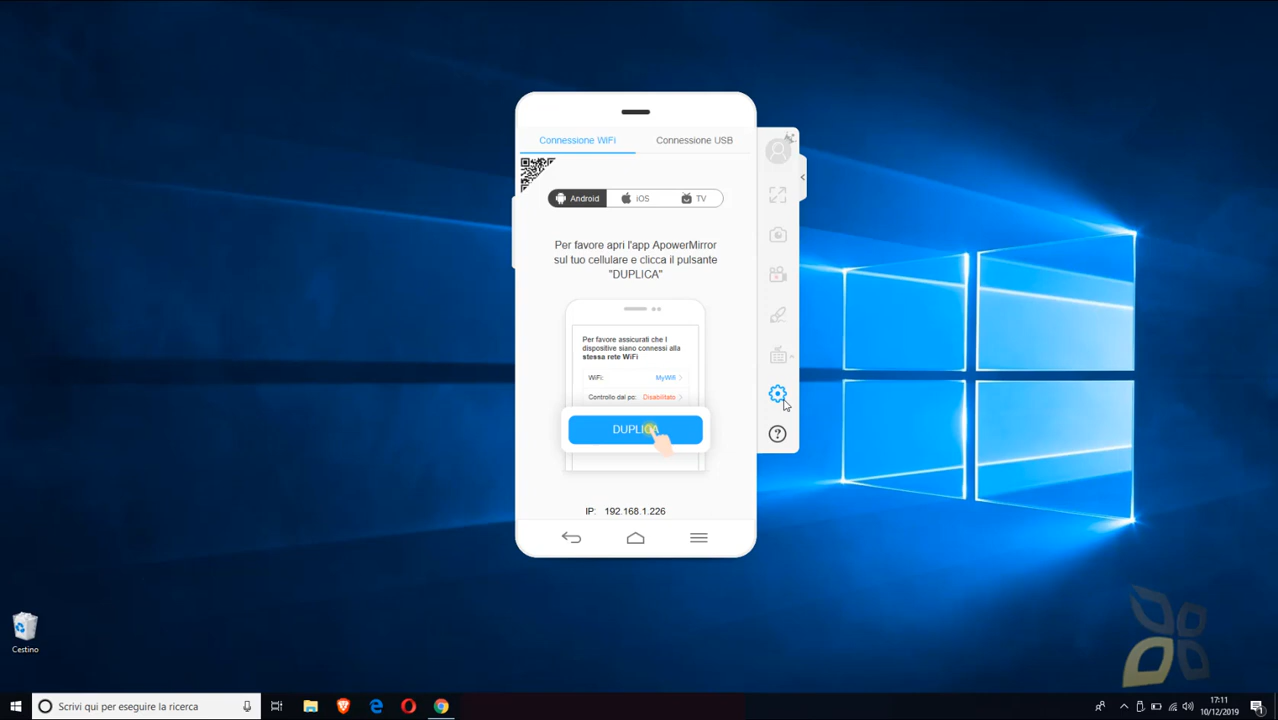 Connessione WiFi
Connessione USB
Android
iOS
TV
Per favore apri l'app ApowerMirror
sul tuo cellulare e clicca il pulsante
"DUPLICA"
Per favore assicurati che I
dispositive siano connessi alla
stessa rete WiFi
WiFi: MyWifi
Controllo dal pc: Disabilitato
DUPLICA
IP: 192.168.1.226
Cestino
Scrivi qui per eseguire la ricerca
17:11
10/12/2019
1